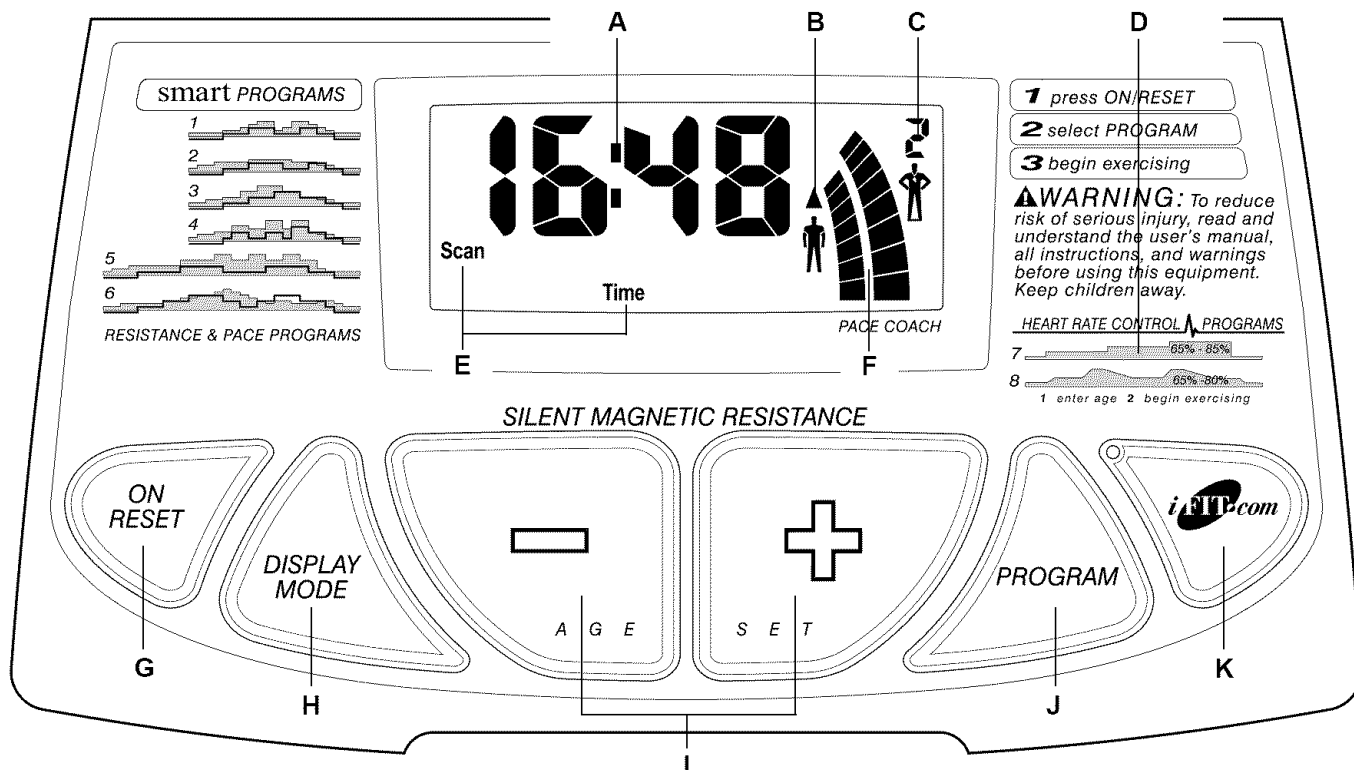 A B C D
smart PROGRAMS
1
2
3
4
5
6
RESISTANCE & PACE PROGRAMS
16:48
2
Scan
Time
PACE COACH
E F
1 press ON/RESET
2 select PROGRAM
3 begin exercising
WARNING: To reduce
risk of serious injury, read and
understand the user's manual,
all instructions, and warnings
before using this equipment.
Keep children away.
HEART RATE CONTROL PROGRAMS
7 65% - 85%
8 65% -80%
1 enter age 2 begin exercising
SILENT MAGNETIC RESISTANCE
ON
RESET
DISPLAY
MODE
−
A G E
+
S E T
PROGRAM
iFIT.com
G
H
I
J
K